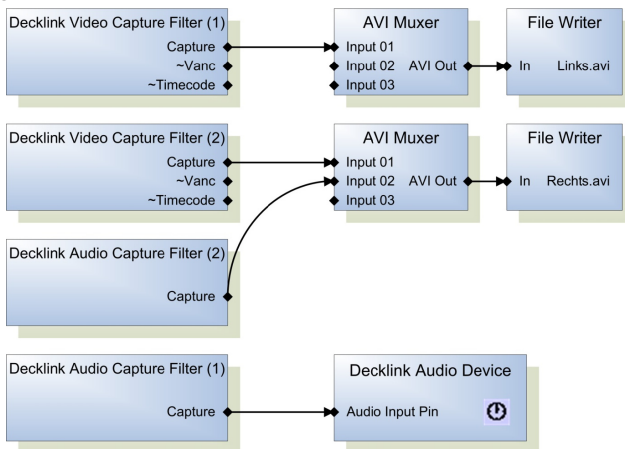 Decklink Video Capture Filter (1)
Capture
~Vanc
~Timecode
AVI Muxer
Input 01
Input 02 AVI Out
Input 03
File Writer
In Links.avi
Decklink Video Capture Filter (2)
Capture
~Vanc
~Timecode
AVI Muxer
Input 01
Input 02 AVI Out
Input 03
File Writer
In Rechts.avi
Decklink Audio Capture Filter (2)
Capture
Decklink Audio Capture Filter (1)
Capture
Decklink Audio Device
Audio Input Pin